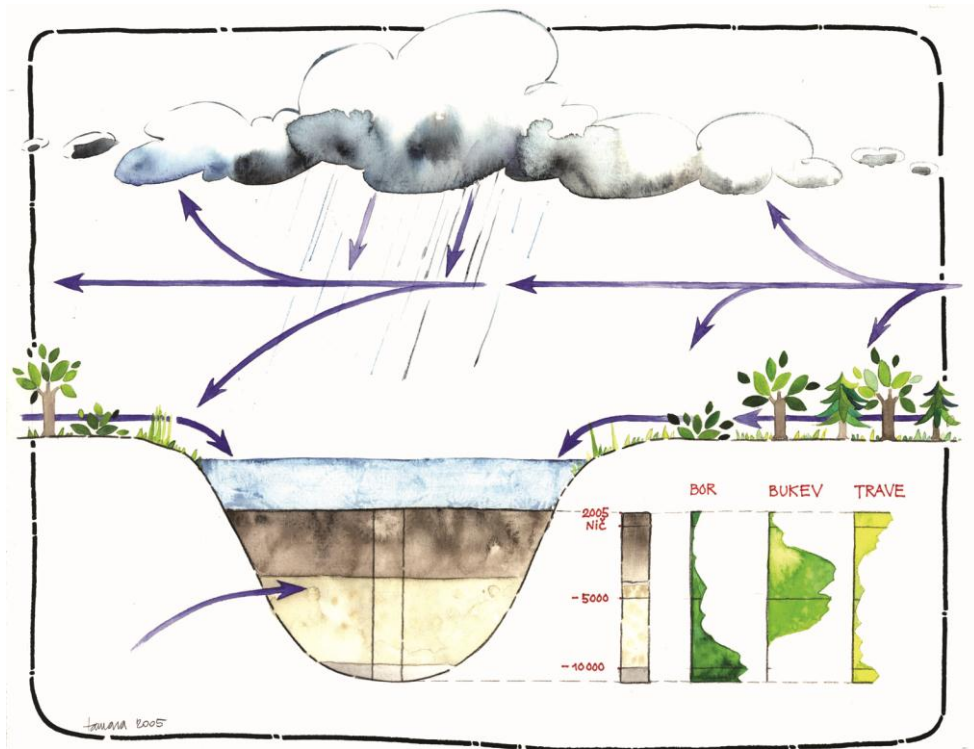 BOR BUKEV TRAVE
2005
Nič
-5000
-10000
tamara 2005